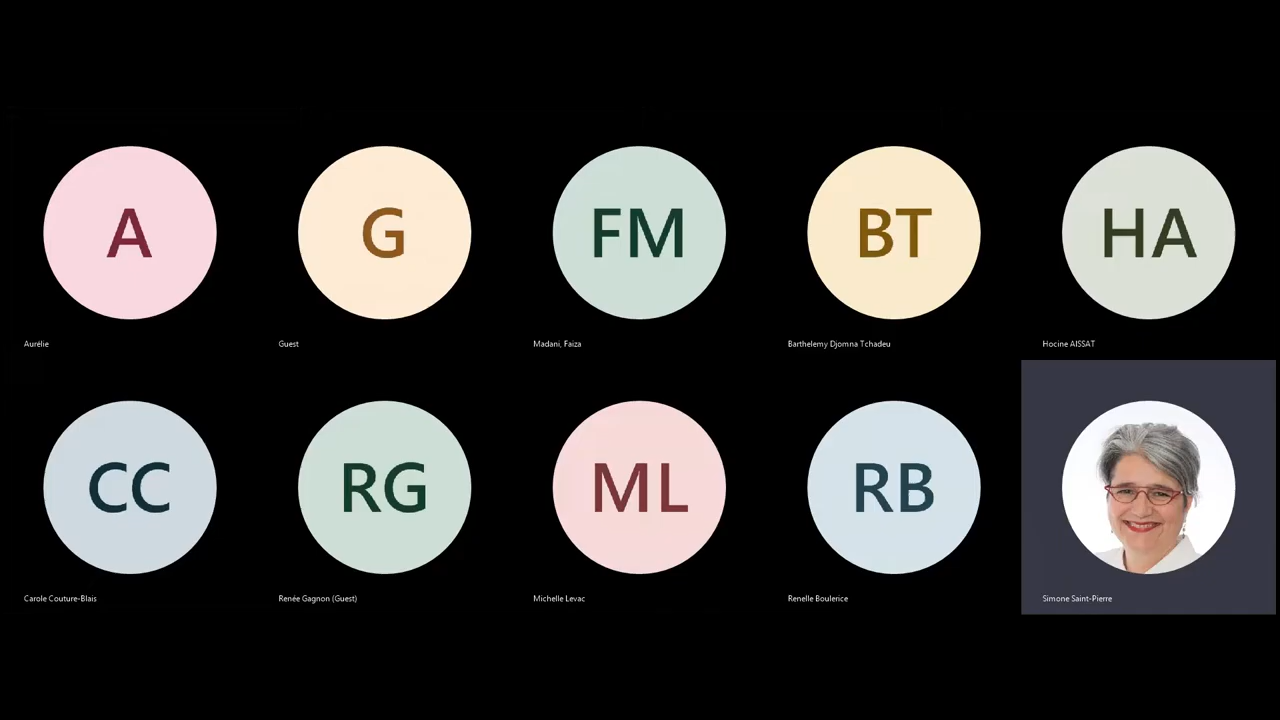 A
G
FM
BT
HA
Aurélie
Guest
Madani, Faiza
Barthelemy Djomna Tchadeu
Hocine AISSAT
CC
RG
ML
RB
Carole Couture-Blais
Renée Gagnon (Guest)
Michelle Levac
Renelle Boulerice
Simone Saint-Pierre